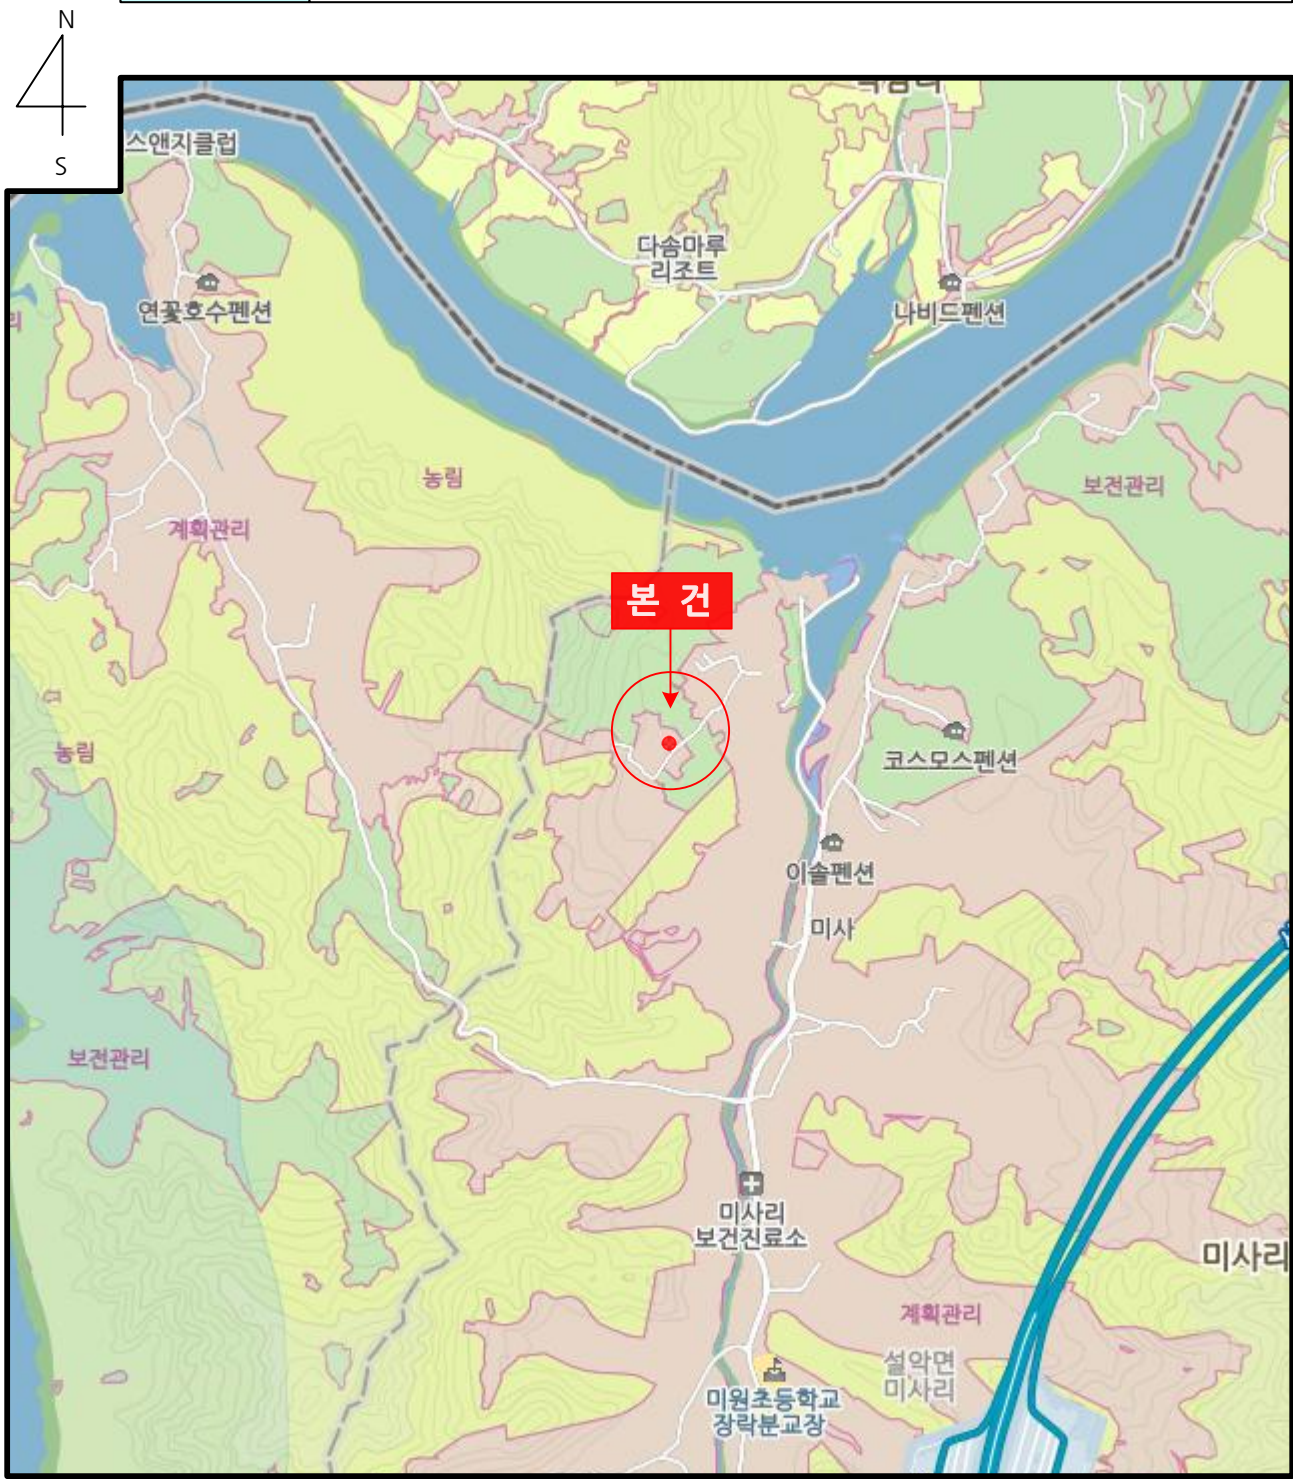 N
S
스앤지클럽
다솜마루
리조트
연꽃호수펜션
나비드펜션
리
농림
보전관리
계획관리
본 건
농림
코스모스펜션
이솔펜션
미사
보전관리
미사리
보건진료소
미사리
계획관리
설악면
미사리
미원초등학교
장락분교장